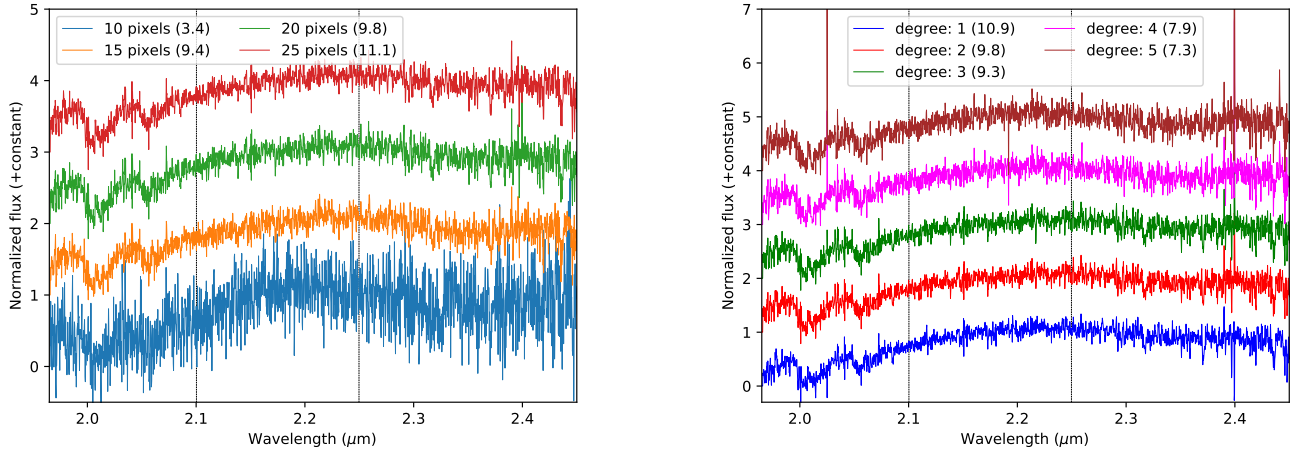 10 pixels (3.4)
15 pixels (9.4)
20 pixels (9.8)
25 pixels (11.1)
5
4
3
2
1
0
Normalized flux (+constant)
2.0
2.1
2.2
2.3
2.4
Wavelength (μm)
degree: 1 (10.9)
degree: 2 (9.8)
degree: 3 (9.3)
degree: 4 (7.9)
degree: 5 (7.3)
7
6
5
4
3
2
1
0
Normalized flux (+constant)
2.0
2.1
2.2
2.3
2.4
Wavelength (μm)